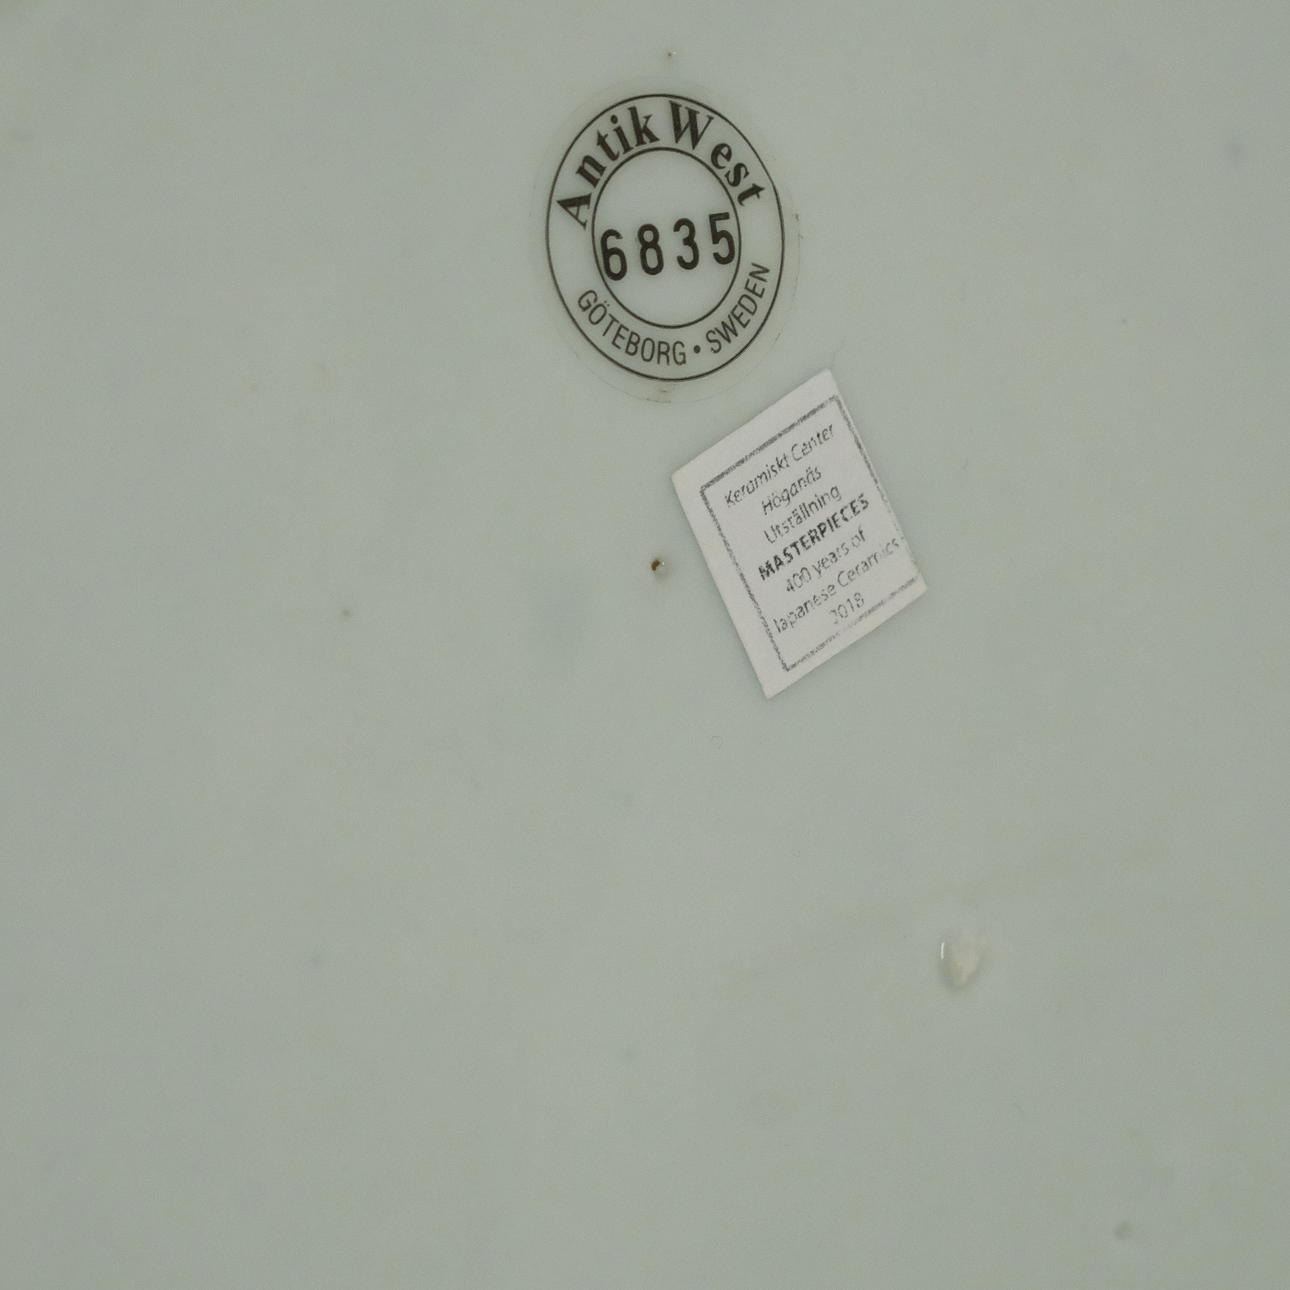 Antik West
6835
GÖTEBORG • SWEDEN
Keramiskt Center
Höganäs
Utställning
MASTERPIECES
400 years of
Japanese Ceramics
2018